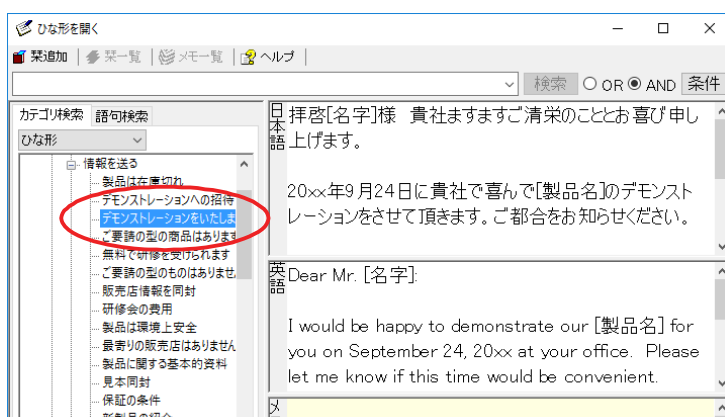 ひな形を開く
栞追加 栞一覧 メモ一覧 ヘルプ
検索 OR AND 条件
カテゴリ検索 語句検索
ひな形
情報を送る
製品は在庫切れ
デモンストレーションへの招待
デモンストレーションをいたしま
ご要請の型の商品はあります
無料で研修を受けられます
ご要請の型のものはありませ
販売店情報を同封
研修会の費用
製品は環境上安全
最寄りの販売店はありません
製品に関する基本的資料
見本同封
保証の条件
新製品の紹介
日本語
拝啓[名字]様 貴社ますますご清栄のこととお喜び申し
上げます。
20xx年9月24日に貴社で喜んで[製品名]のデモンスト
レーションをさせて頂きます。ご都合をお知らせください。
英語
Dear Mr. [名字]:
I would be happy to demonstrate our [製品名] for
you on September 24, 20xx at your office. Please
let me know if this time would be convenient.
メ